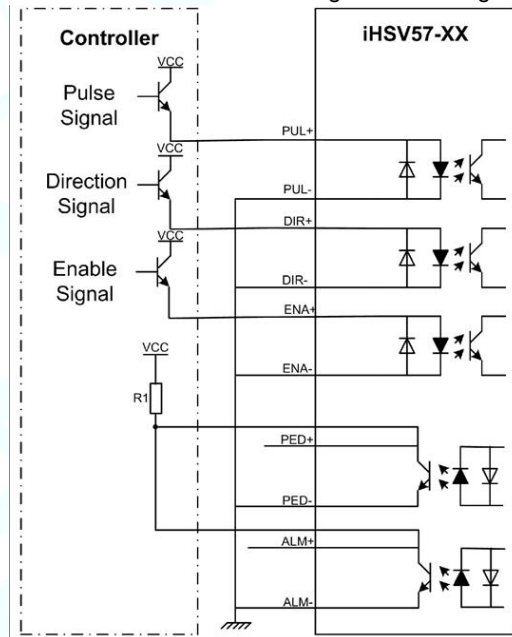 Controller
iHSV57-XX
VCC
Pulse
Signal
PUL+
VCC
PUL-
Direction
Signal
DIR+
VCC
Enable
Signal
DIR-
ENA+
VCC
ENA-
R1
PED+
PED-
ALM+
ALM-